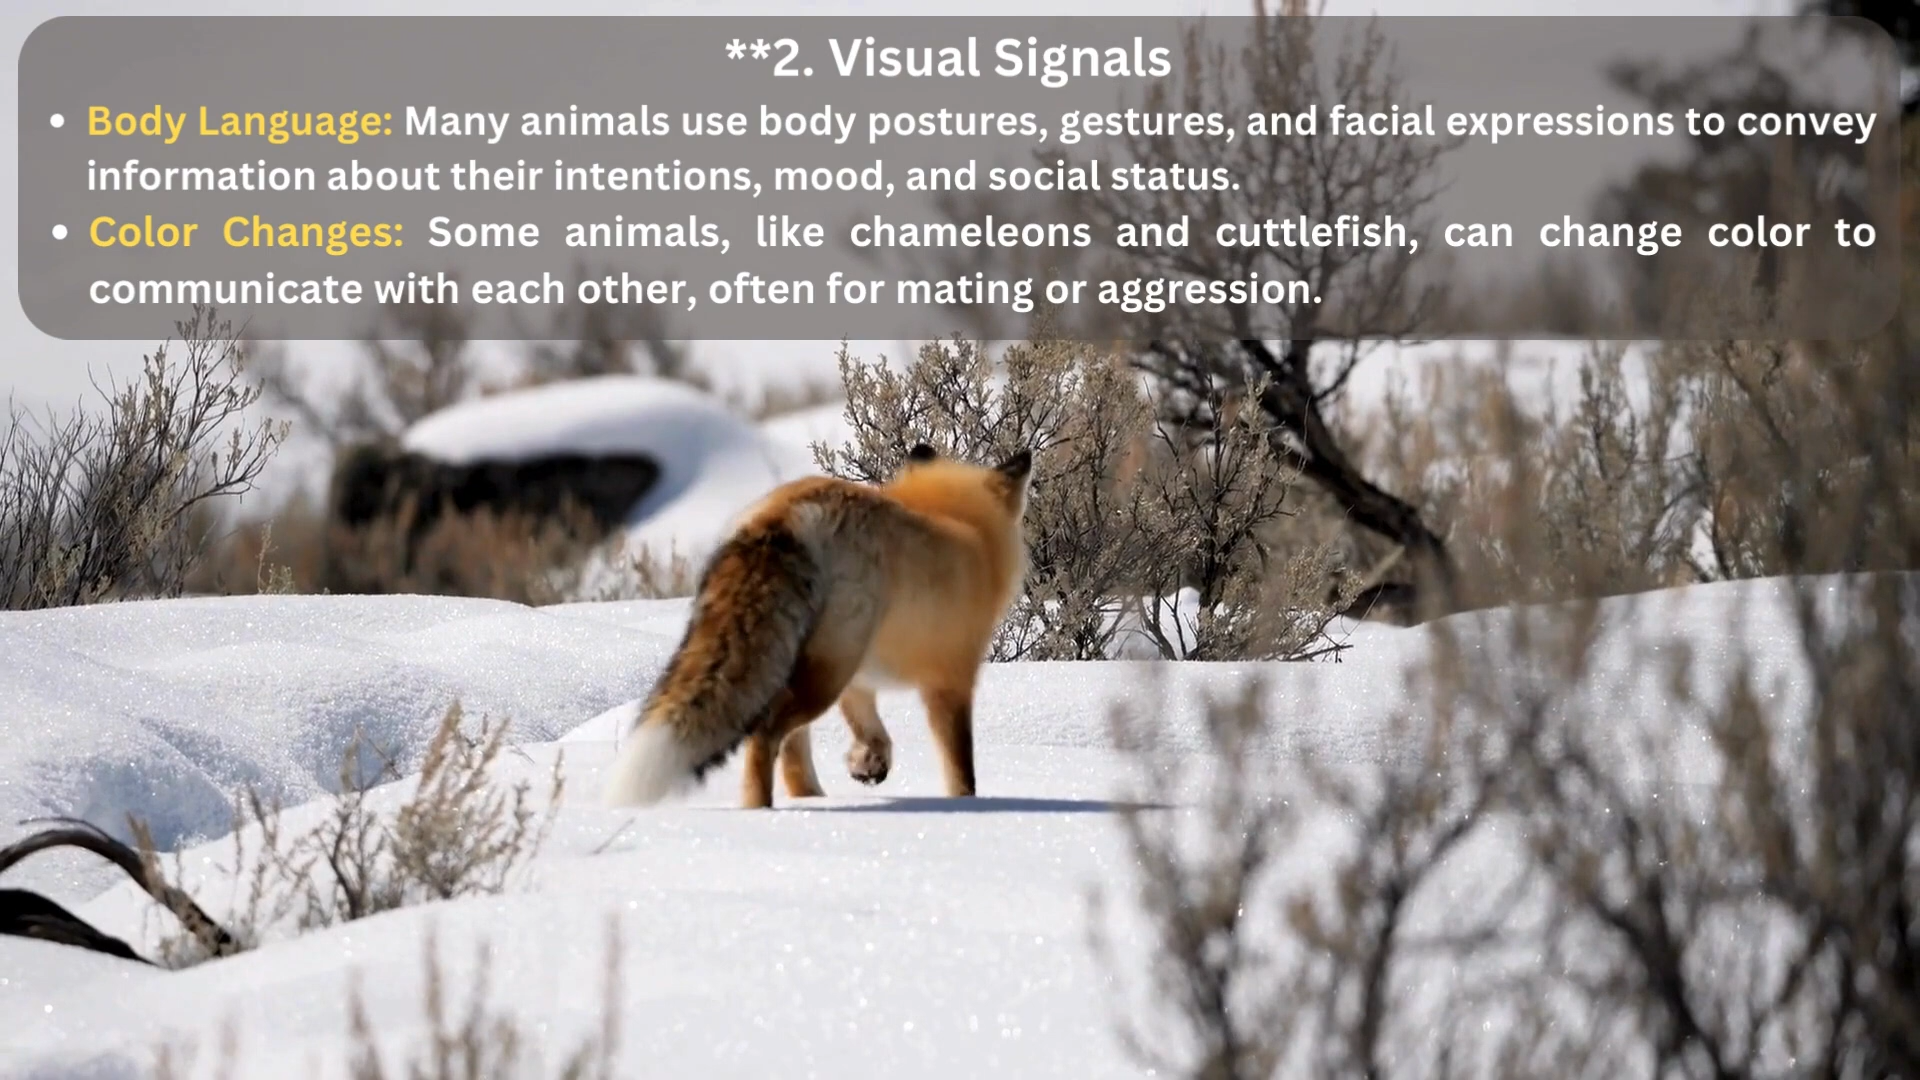 **2. Visual Signals
• Body Language: Many animals use body postures, gestures, and facial expressions to convey
information about their intentions, mood, and social status.
• Color Changes: Some animals, like chameleons and cuttlefish, can change color to
communicate with each other, often for mating or aggression.